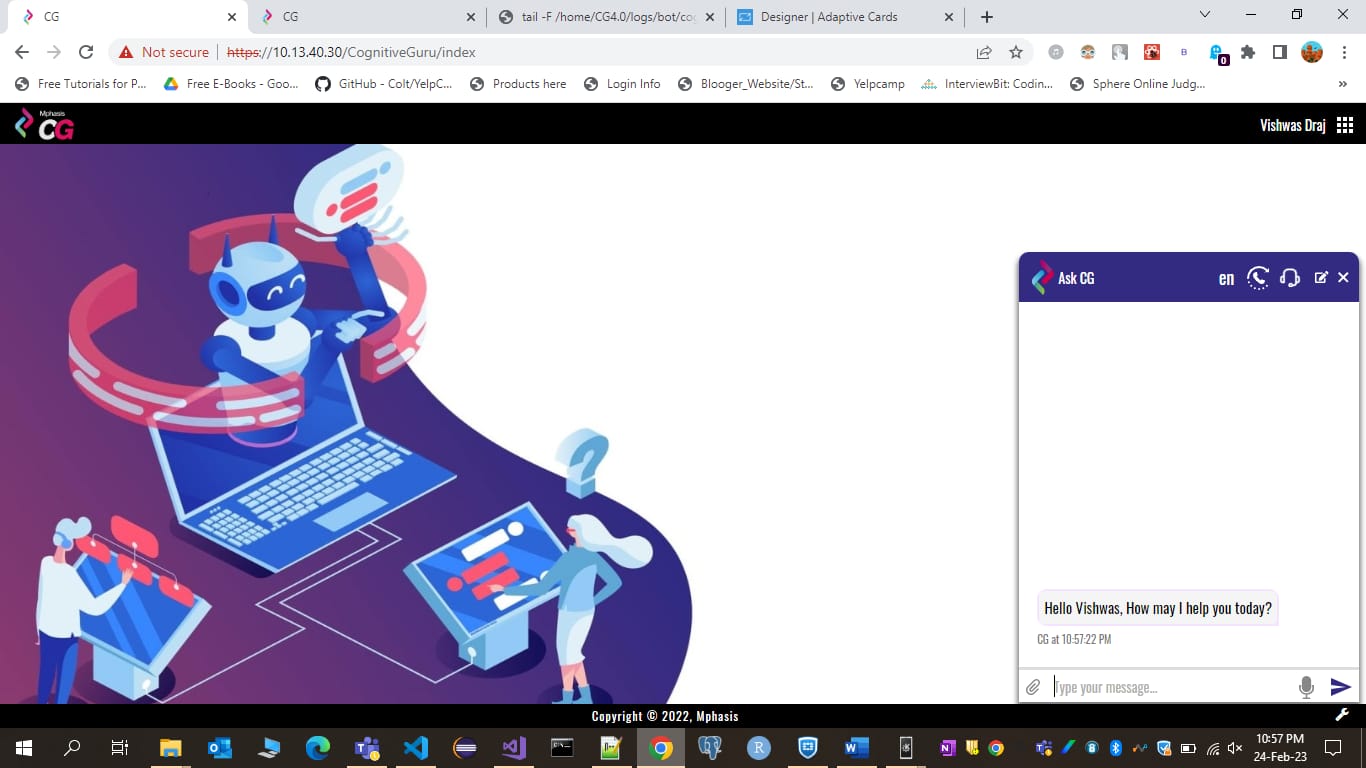 CG
CG
tail -F /home/CG4.0/logs/bot/co
Designer | Adaptive Cards
Not secure
https://10.13.40.30/CognitiveGuru/index
0
Free Tutorials for P...
Free E-Books - Goo...
GitHub - Colt/YelpC...
Products here
Login Info
Blooger_Website/St...
Yelpcamp
InterviewBit: Codin...
Sphere Online Judg...
»
Mphasis
CG
Vishwas Draj
Ask CG
en
Hello Vishwas, How may I help you today?
CG at 10:57:22 PM
Type your message...
Copyright © 2022, Mphasis
10:57 PM
24-Feb-23